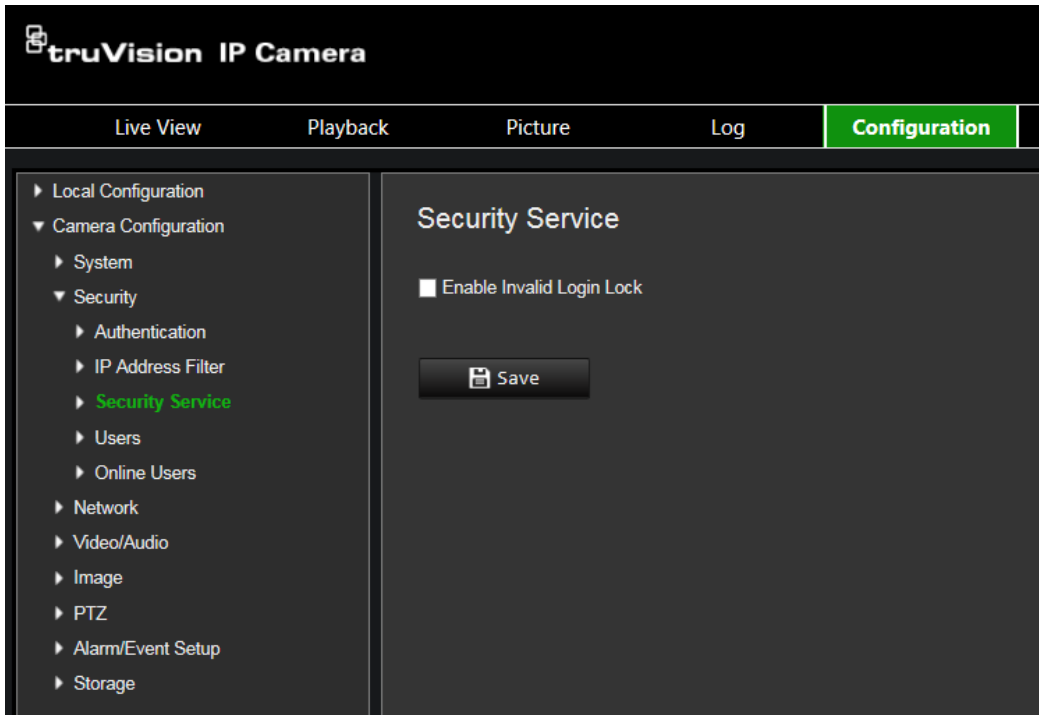 truVision IP Camera
Live View Playback Picture Log Configuration
Local Configuration
Camera Configuration
System
Security
Authentication
IP Address Filter
Security Service
Users
Online Users
Network
Video/Audio
Image
PTZ
Alarm/Event Setup
Storage
Security Service
Enable Invalid Login Lock
Save